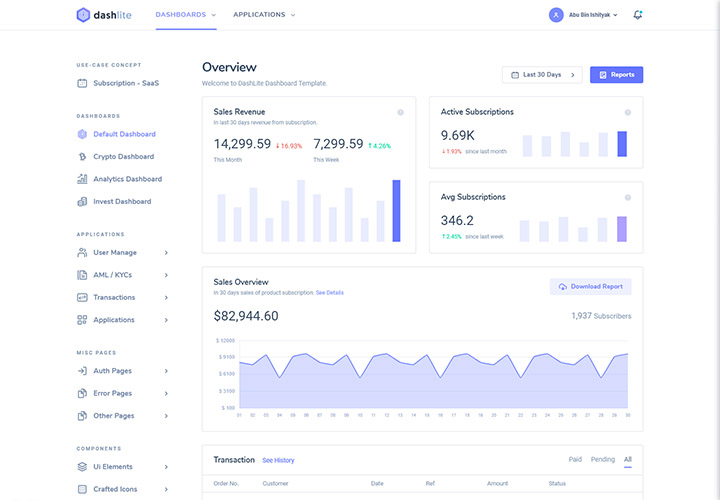 dashlite
DASHBOARDS
APPLICATIONS
Abu Bin Ishityak
USE-CASE CONCEPT
Subscription - SaaS
DASHBOARDS
Default Dashboard
Crypto Dashboard
Analytics Dashboard
Invest Dashboard
APPLICATIONS
User Manage
AML / KYCs
Transactions
Applications
MISC PAGES
Auth Pages
Error Pages
Other Pages
COMPONENTS
Ui Elements
Crafted Icons
Overview
Welcome to DashLite Dashboard Template.
Last 30 Days
Reports
Sales Revenue
In last 30 days revenue from subscription.
14,299.59 ↓16.93%
This Month
7,299.59 ↑4.26%
This Week
Active Subscriptions
9.69K
↓1.93% since last month
Avg Subscriptions
346.2
↑2.45% since last week
Sales Overview
In 30 days sales of product subscription. See Details
Download Report
$82,944.60
1,937 Subscribers
$ 12000
$ 9100
$ 6100
$ 3100
$ 100
01 02 03 04 05 06 07 08 09 10 11 12 13 14 15 16 17 18 19 20 21 22 23 24 25 26 27 28 29 30
Transaction See History
Paid Pending All
Order No. Customer Date Ref Amount Status